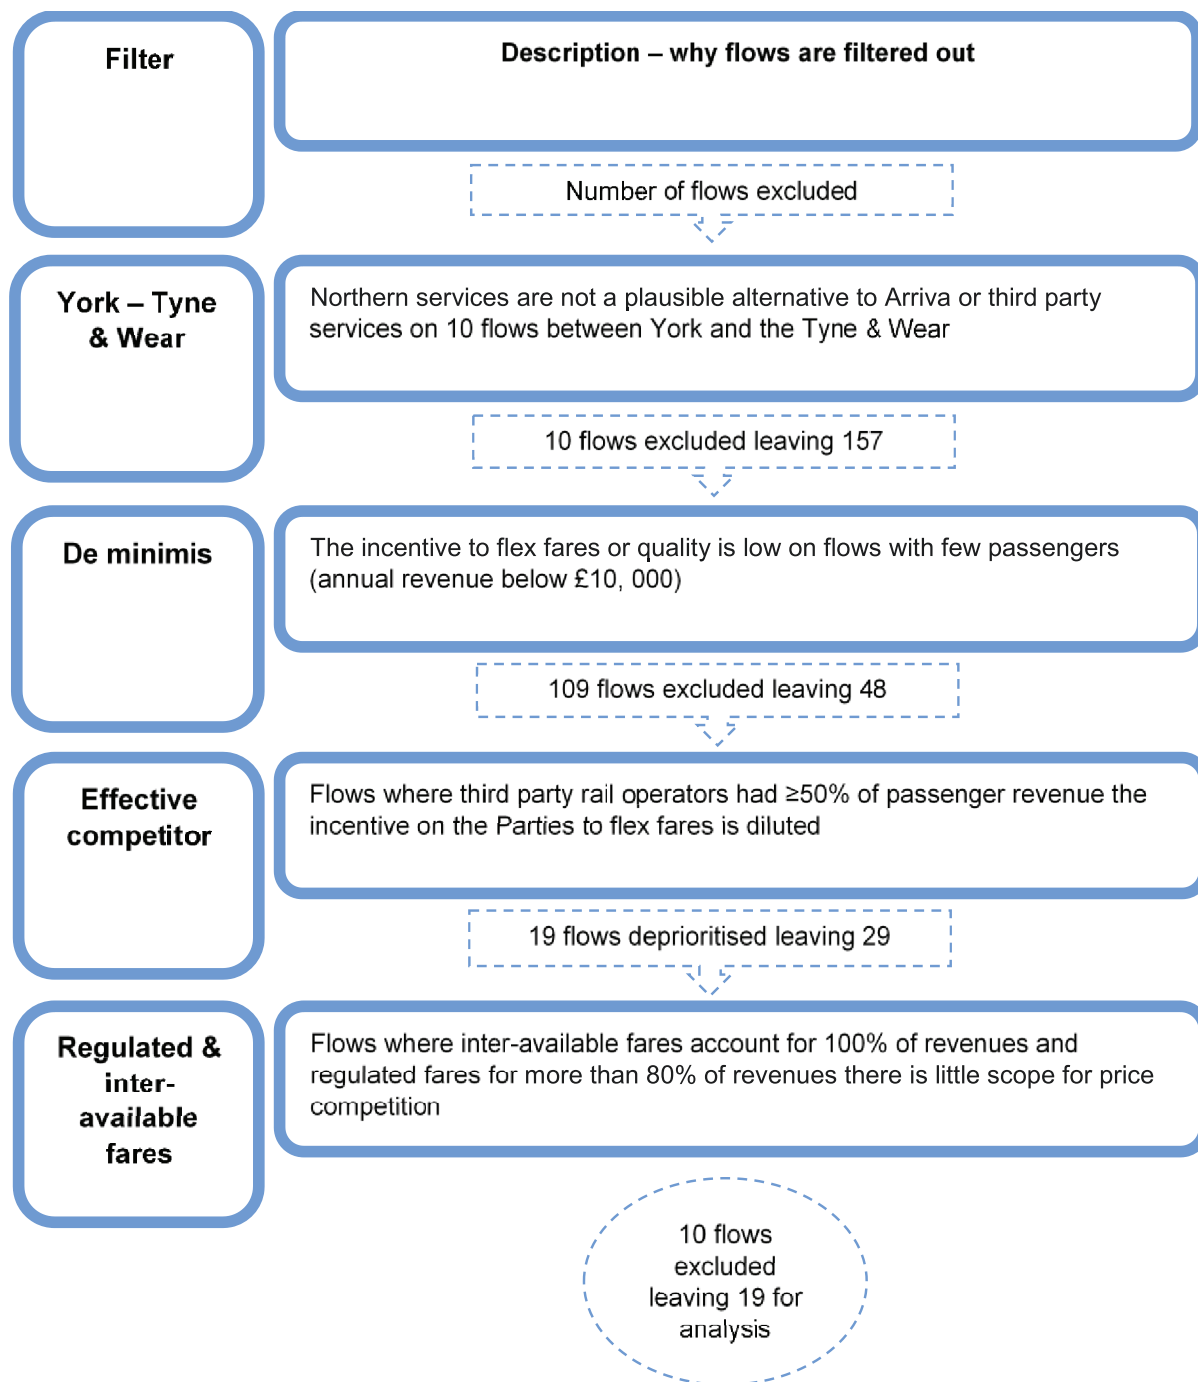 Filter
Description – why flows are filtered out
Number of flows excluded
York – Tyne
& Wear
Northern services are not a plausible alternative to Arriva or third party
services on 10 flows between York and the Tyne & Wear
10 flows excluded leaving 157
De minimis
The incentive to flex fares or quality is low on flows with few passengers
(annual revenue below £10, 000)
109 flows excluded leaving 48
Effective
competitor
Flows where third party rail operators had ≥50% of passenger revenue the
incentive on the Parties to flex fares is diluted
19 flows deprioritised leaving 29
Regulated &
inter-
available
fares
Flows where inter-available fares account for 100% of revenues and
regulated fares for more than 80% of revenues there is little scope for price
competition
10 flows
excluded
leaving 19 for
analysis